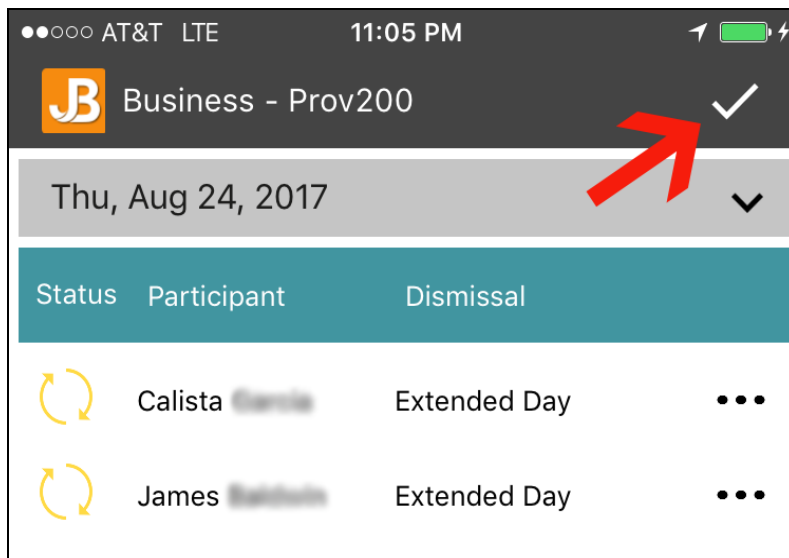 AT&T LTE 11:05 PM
JB Business - Prov200
Thu, Aug 24, 2017
Status Participant Dismissal
Calista Extended Day
James Extended Day